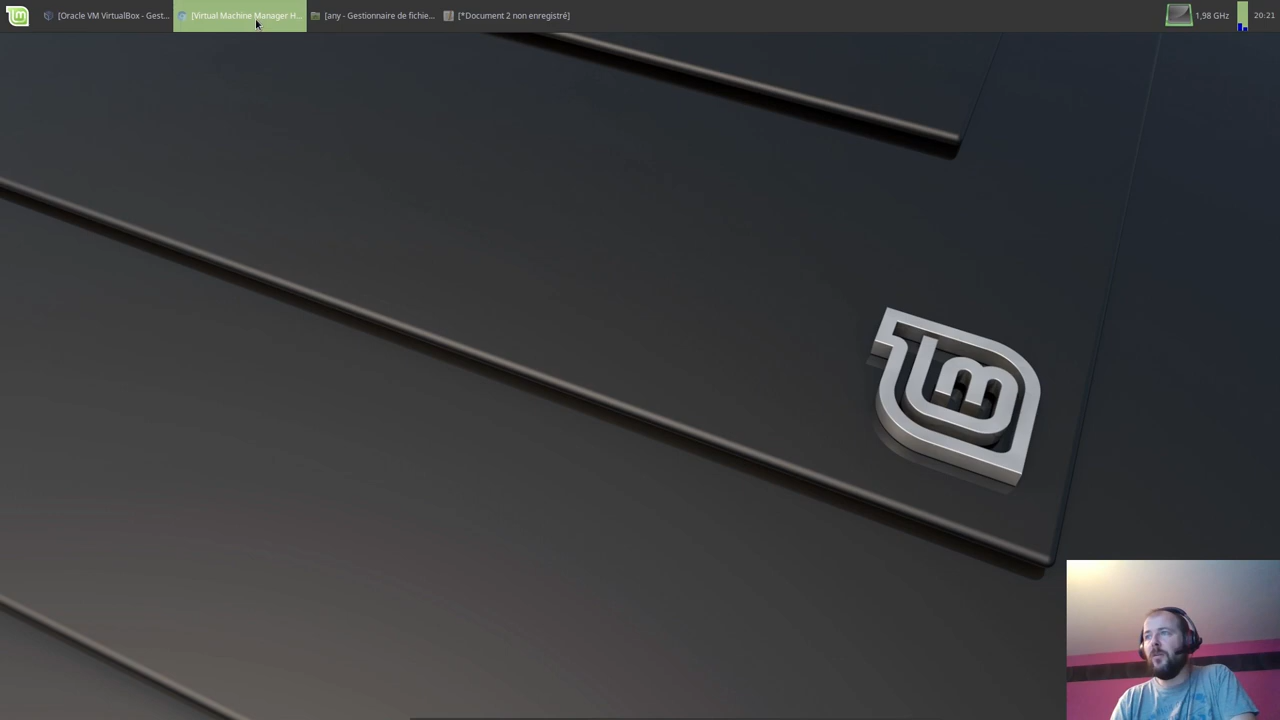 [Oracle VM VirtualBox - Gest...
[Virtual Machine Manager H...
[any - Gestionnaire de fichie...
[*Document 2 non enregistré]
1,98 GHz
20:21